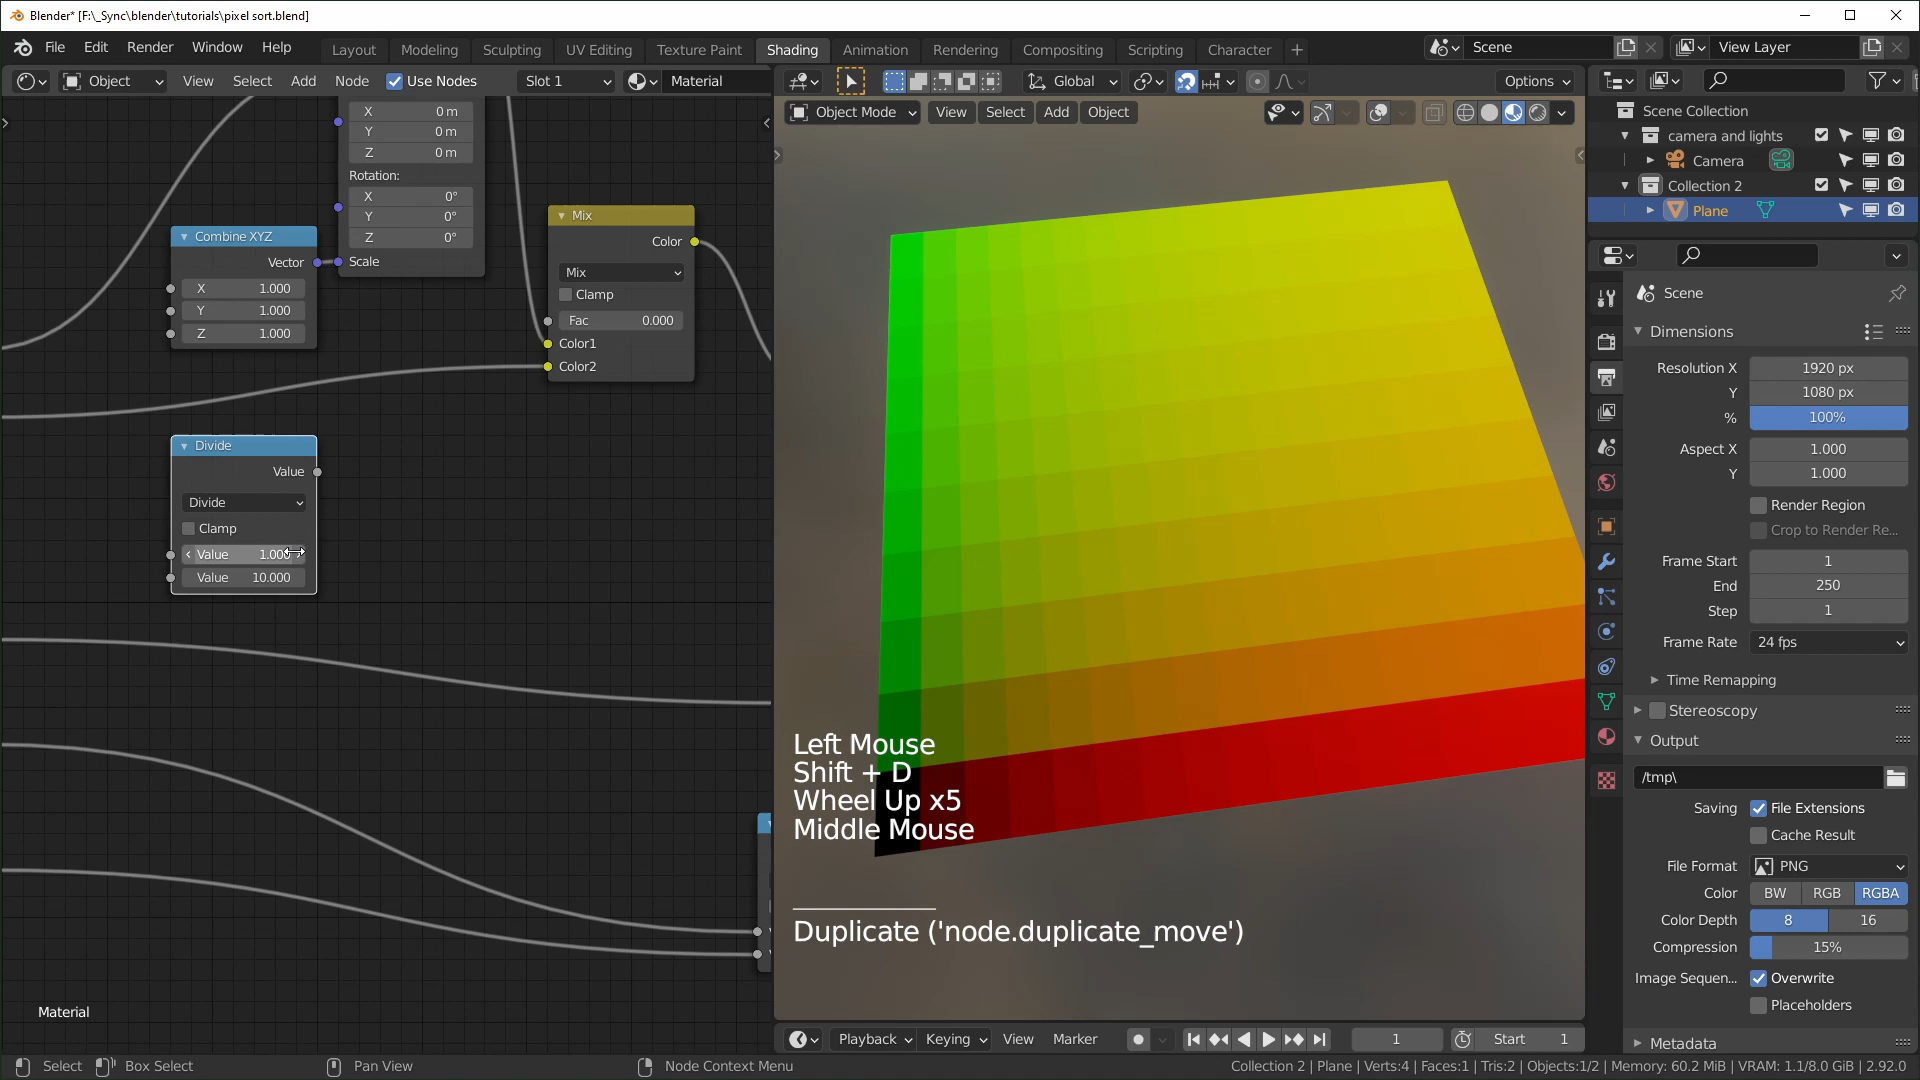 Blender* [F:\_Sync\blender\tutorials\pixel sort.blend]
File Edit Render Window Help
Layout Modeling Sculpting UV Editing Texture Paint Shading Animation Rendering Compositing Scripting Character +
Scene
View Layer
Object View Select Add Node Use Nodes Slot 1 Material
Global
Options
Object Mode View Select Add Object
X 0 m
Y 0 m
Z 0 m
Rotation:
X 0°
Y 0°
Z 0°
Scale
Combine XYZ
Vector
X 1.000
Y 1.000
Z 1.000
Mix
Color
Mix
Clamp
Fac 0.000
Color1
Color2
Divide
Value
Divide
Clamp
Value 1.000
Value 10.000
Material
Left Mouse
Shift + D
Wheel Up x5
Middle Mouse
Duplicate ('node.duplicate_move')
Playback Keying View Marker
1
Start 1
Scene Collection
camera and lights
Camera
Collection 2
Plane
Scene
Dimensions
Resolution X 1920 px
Y 1080 px
% 100%
Aspect X 1.000
Y 1.000
Render Region
Crop to Render Re...
Frame Start 1
End 250
Step 1
Frame Rate 24 fps
Time Remapping
Stereoscopy
Output
/tmp\
Saving File Extensions
Cache Result
File Format PNG
Color BW RGB RGBA
Color Depth 8 16
Compression 15%
Image Sequen... Overwrite
Placeholders
Metadata
Select Box Select Pan View Node Context Menu
Collection 2 | Plane | Verts:4 | Faces:1 | Tris:2 | Objects:1/2 | Memory: 60.2 MiB | VRAM: 1.1/8.0 GiB | 2.92.0